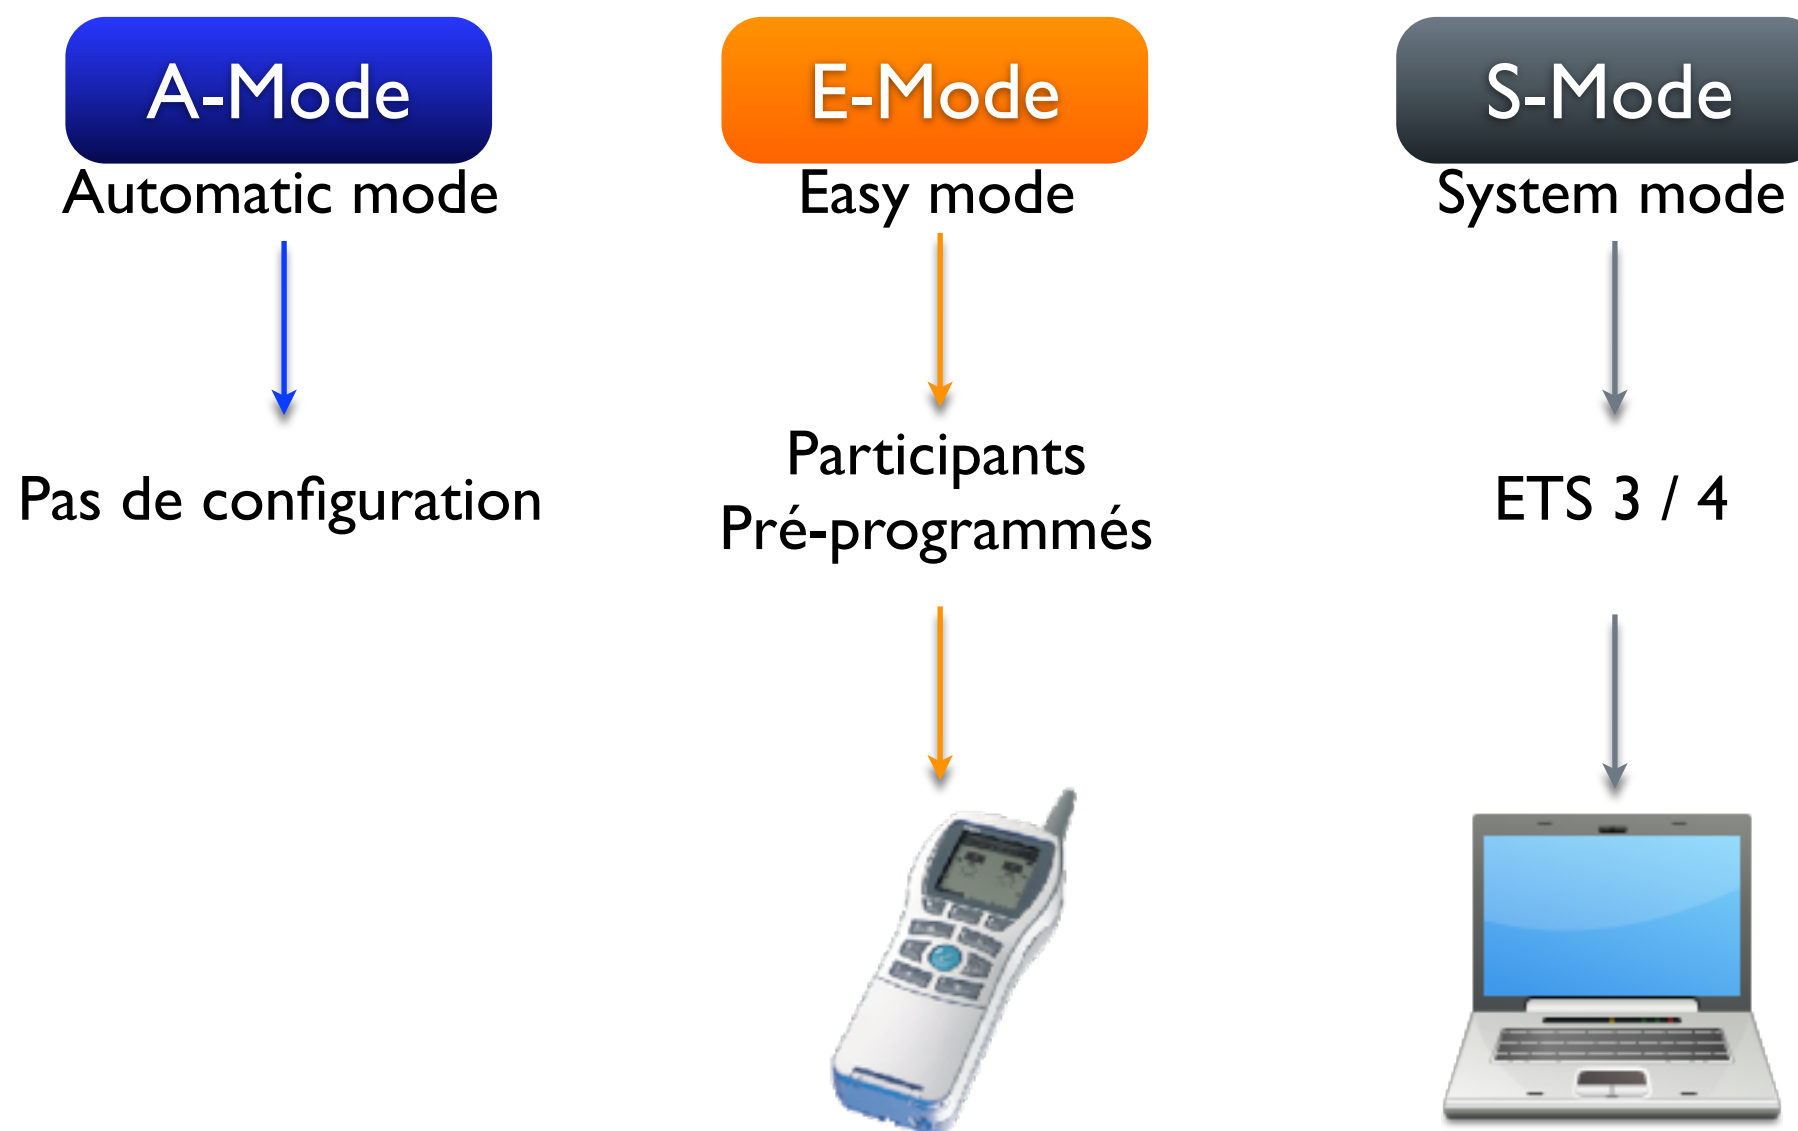 A-Mode
Automatic mode
Pas de configuration
E-Mode
Easy mode
Participants
Pré-programmés
S-Mode
System mode
ETS 3 / 4